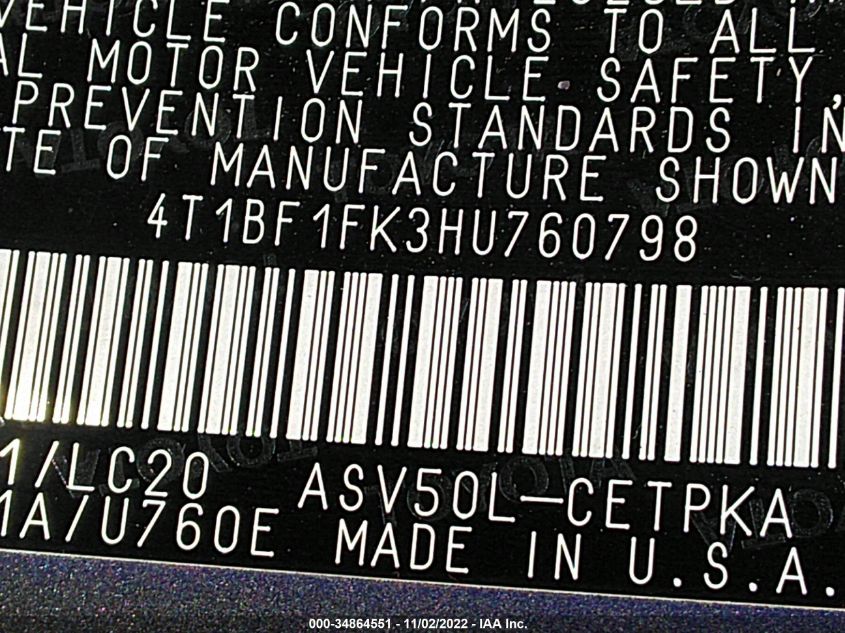 VEHICLE CONFORMS TO ALL
AL MOTOR VEHICLE SAFETY,
PREVENTION STANDARDS IN
TE OF MANUFACTURE SHOWN
4T1BF1FK3HU760798
1/LC20 ASV50L-CETPKA
MA/U760E MADE IN U.S.A.
000-34864551 - 11/02/2022 - IAA Inc.